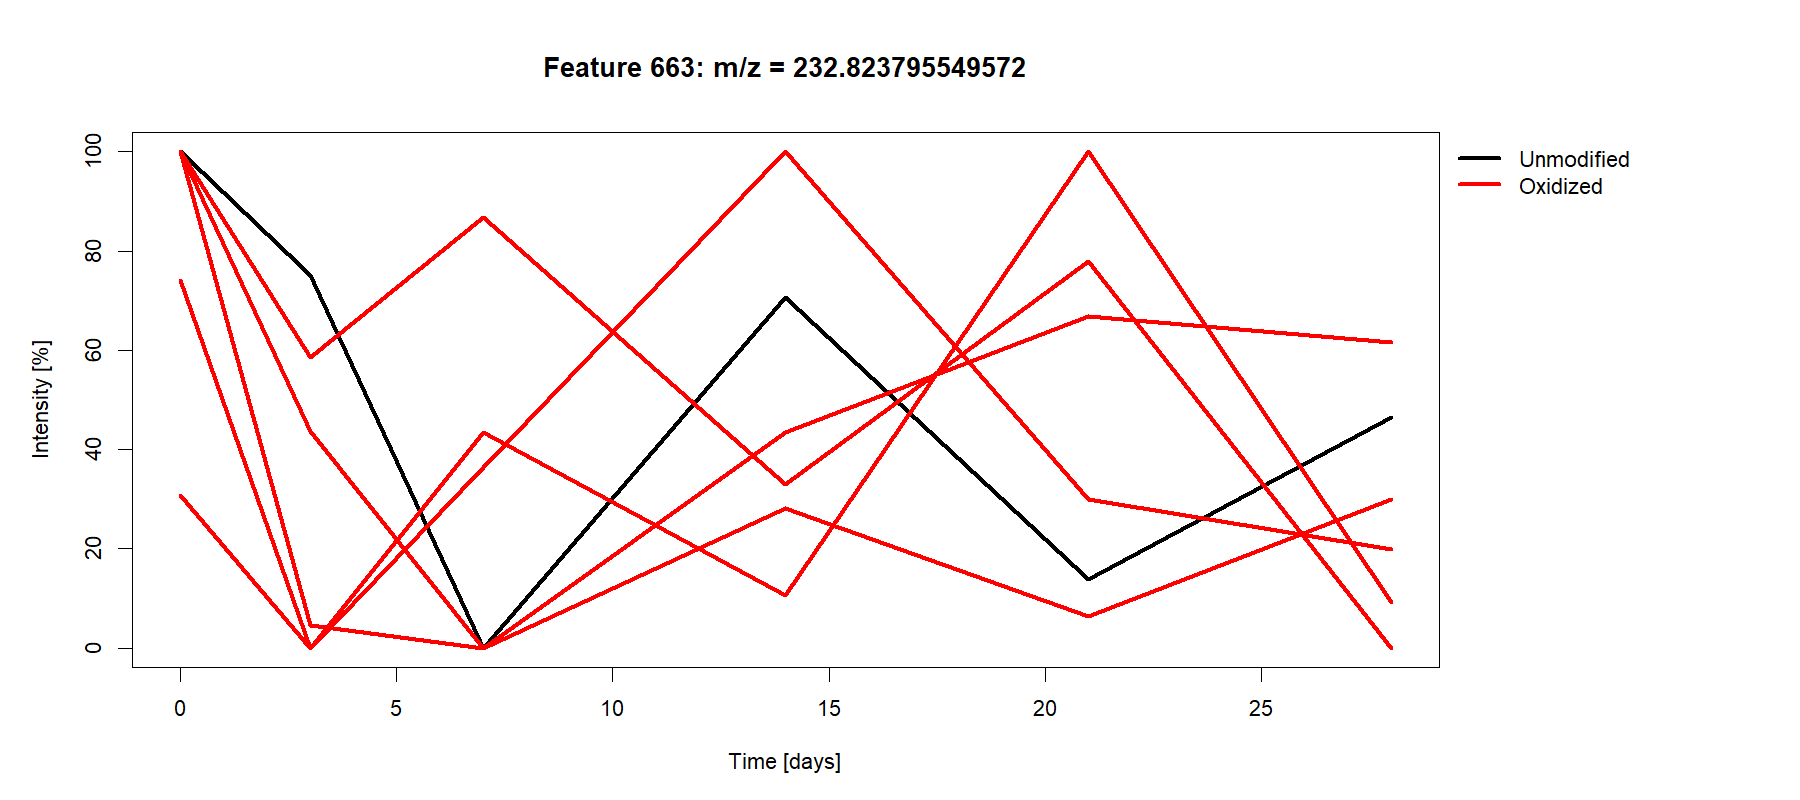 Feature 663: m/z = 232.823795549572
Unmodified
Oxidized
Intensity [%]
100
80
60
40
20
0
0 5 10 15 20 25
Time [days]